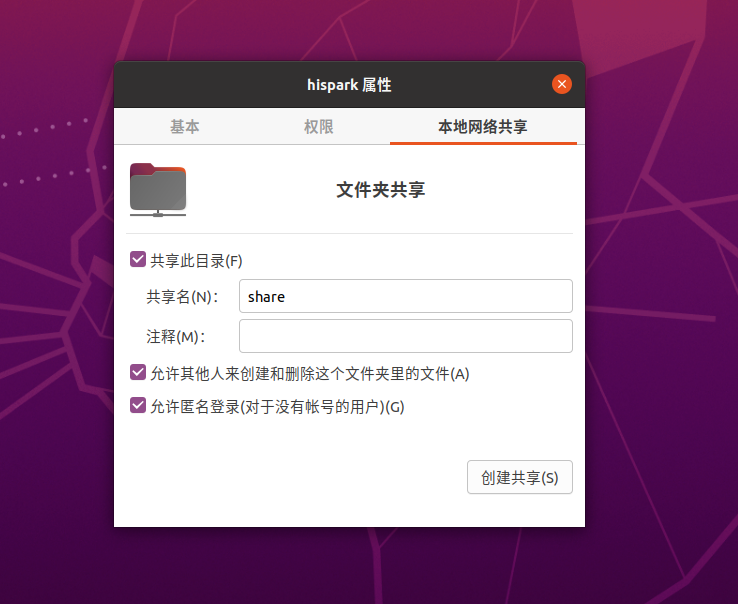 hispark 属性
基本 权限 本地网络共享
文件夹共享
共享此目录(F)
共享名(N)： share
注释(M)：
允许其他人来创建和删除这个文件夹里的文件(A)
允许匿名登录(对于没有帐号的用户)(G)
创建共享(S)